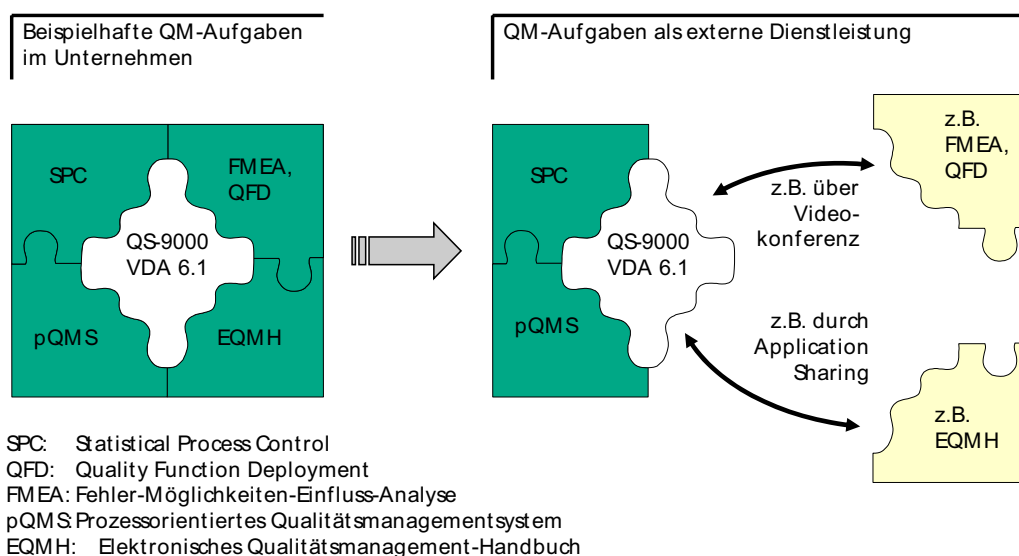 Beispielhafte QM-Aufgaben
im Unternehmen
QM-Aufgaben als externe Dienstleistung
SPC
FMEA,
QFD
QS-9000
VDA 6.1
pQMS
EQMH
SPC
QS-9000
VDA 6.1
pQMS
z.B. über
Video-
konferenz
z.B.
FMEA,
QFD
z.B. durch
Application
Sharing
z.B.
EQMH
SPC: Statistical Process Control
QFD: Quality Function Deployment
FMEA: Fehler-Möglichkeiten-Einfluss-Analyse
pQMS: Prozessorientiertes Qualitätsmanagementsystem
EQMH: Elektronisches Qualitätsmanagement-Handbuch